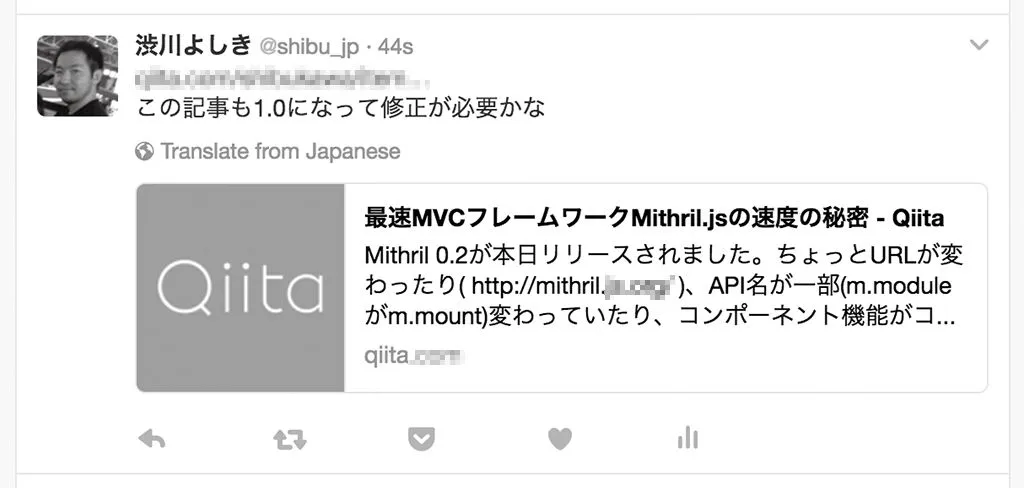 渋川よしき @shibu_jp · 44s
この記事も1.0になって修正が必要かな
Translate from Japanese
Qiita
最速MVCフレームワークMithril.jsの速度の秘密 - Qiita
Mithril 0.2が本日リリースされました。ちょっとURLが変
わったり( http://mithril. )、API名が一部(m.module
がm.mount)変わっていたり、コンポーネント機能がコ...
qiita